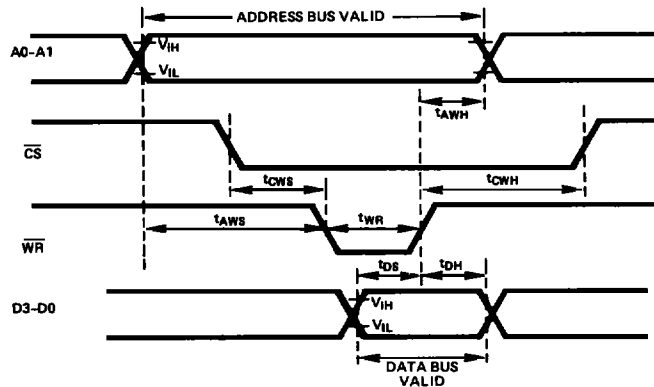 ADDRESS BUS VALID
A0-A1
VIH
VIL
tAWH
CS
tCWS
tCWH
tAWS
tWR
WR
tDS
tDH
D3-D0
VIH
VIL
DATA BUS
VALID